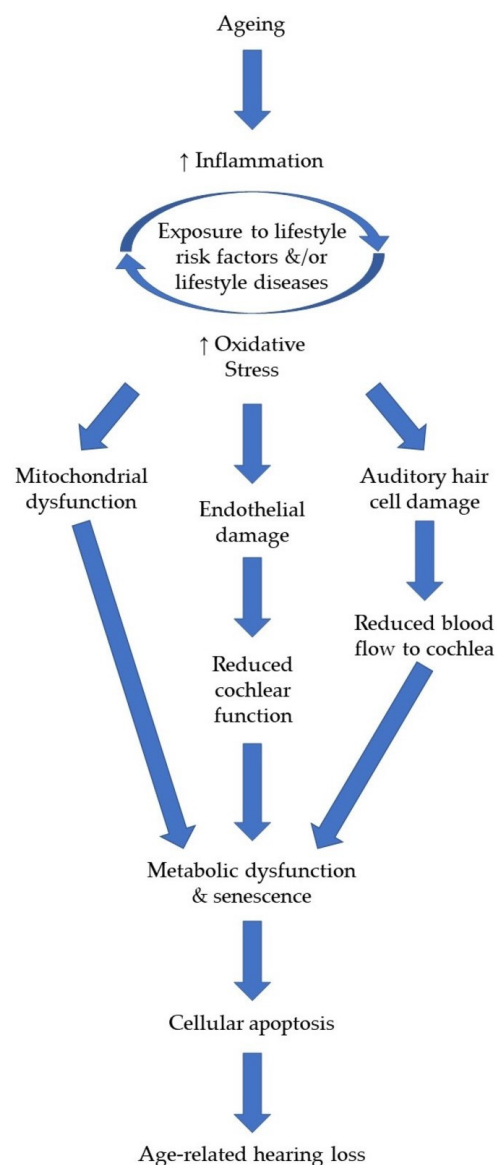 Ageing
↑ Inflammation
Exposure to lifestyle
risk factors &/or
lifestyle diseases
↑ Oxidative
Stress
Mitochondrial
dysfunction
Endothelial
damage
Auditory hair
cell damage
Reduced
cochlear
function
Reduced blood
flow to cochlea
Metabolic dysfunction
& senescence
Cellular apoptosis
Age-related hearing loss